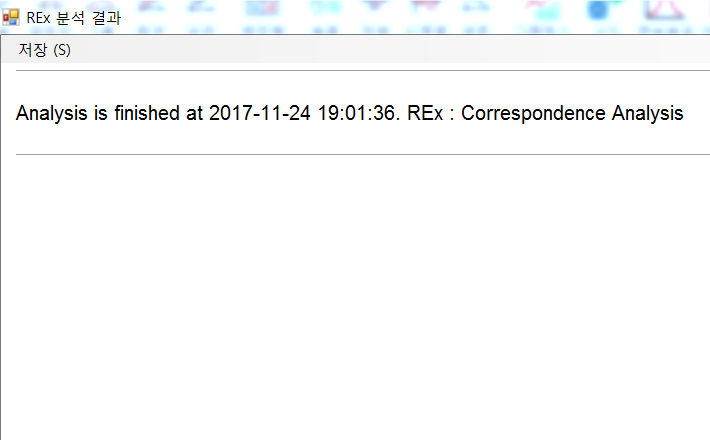 REx 분석 결과
저장 (S)
Analysis is finished at 2017-11-24 19:01:36. REx : Correspondence Analysis